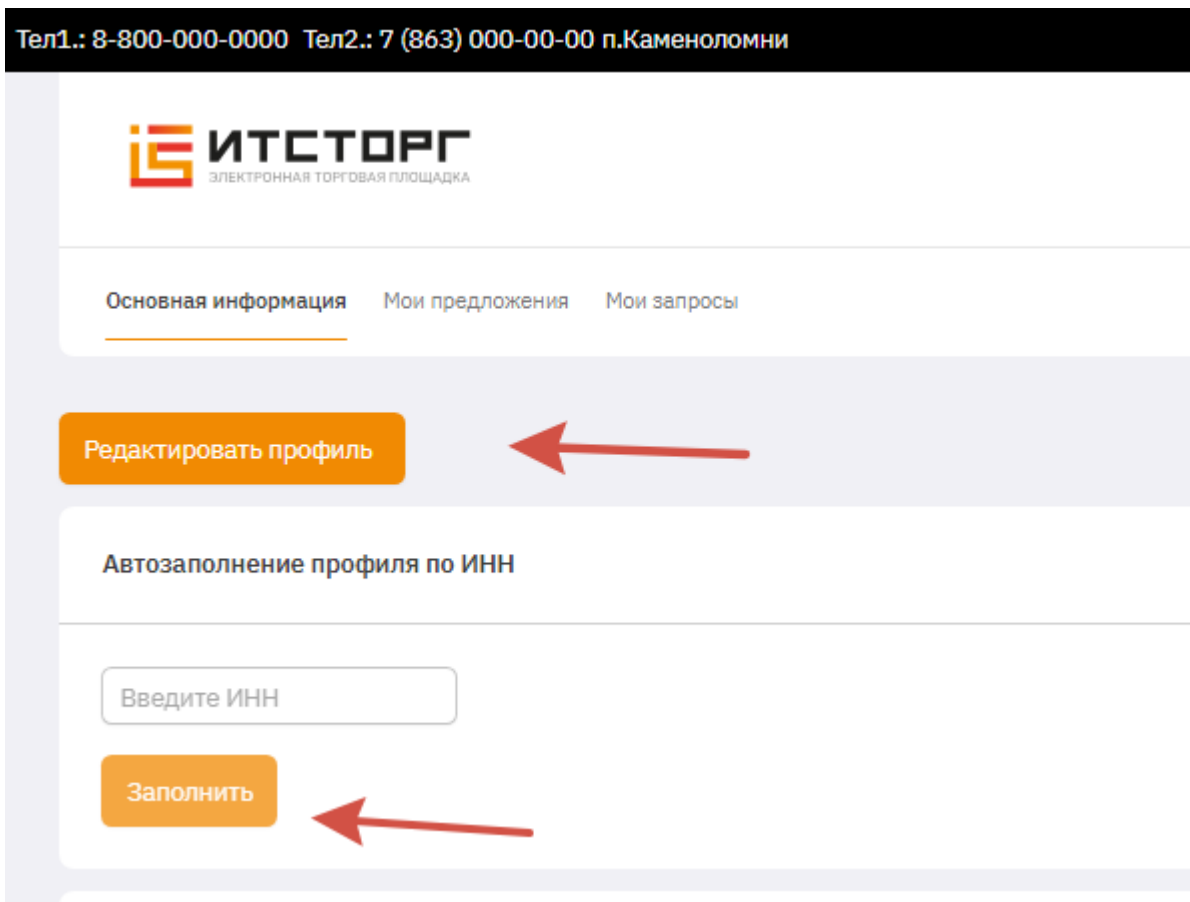 Тел1.: 8-800-000-0000 Тел2.: 7 (863) 000-00-00 п.Каменоломни
ИТСТОРГ
ЭЛЕКТРОННАЯ ТОРГОВАЯ ПЛОЩАДКА
Основная информация Мои предложения Мои запросы
Редактировать профиль
Автозаполнение профиля по ИНН
Введите ИНН
Заполнить